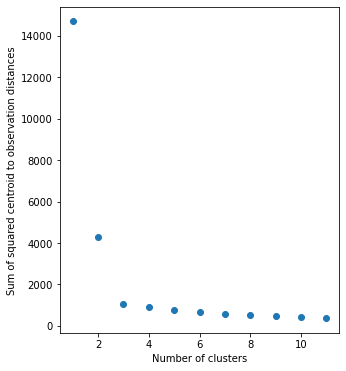 14000
12000
10000
8000
6000
4000
2000
0
2 4 6 8 10
Number of clusters
Sum of squared centroid to observation distances